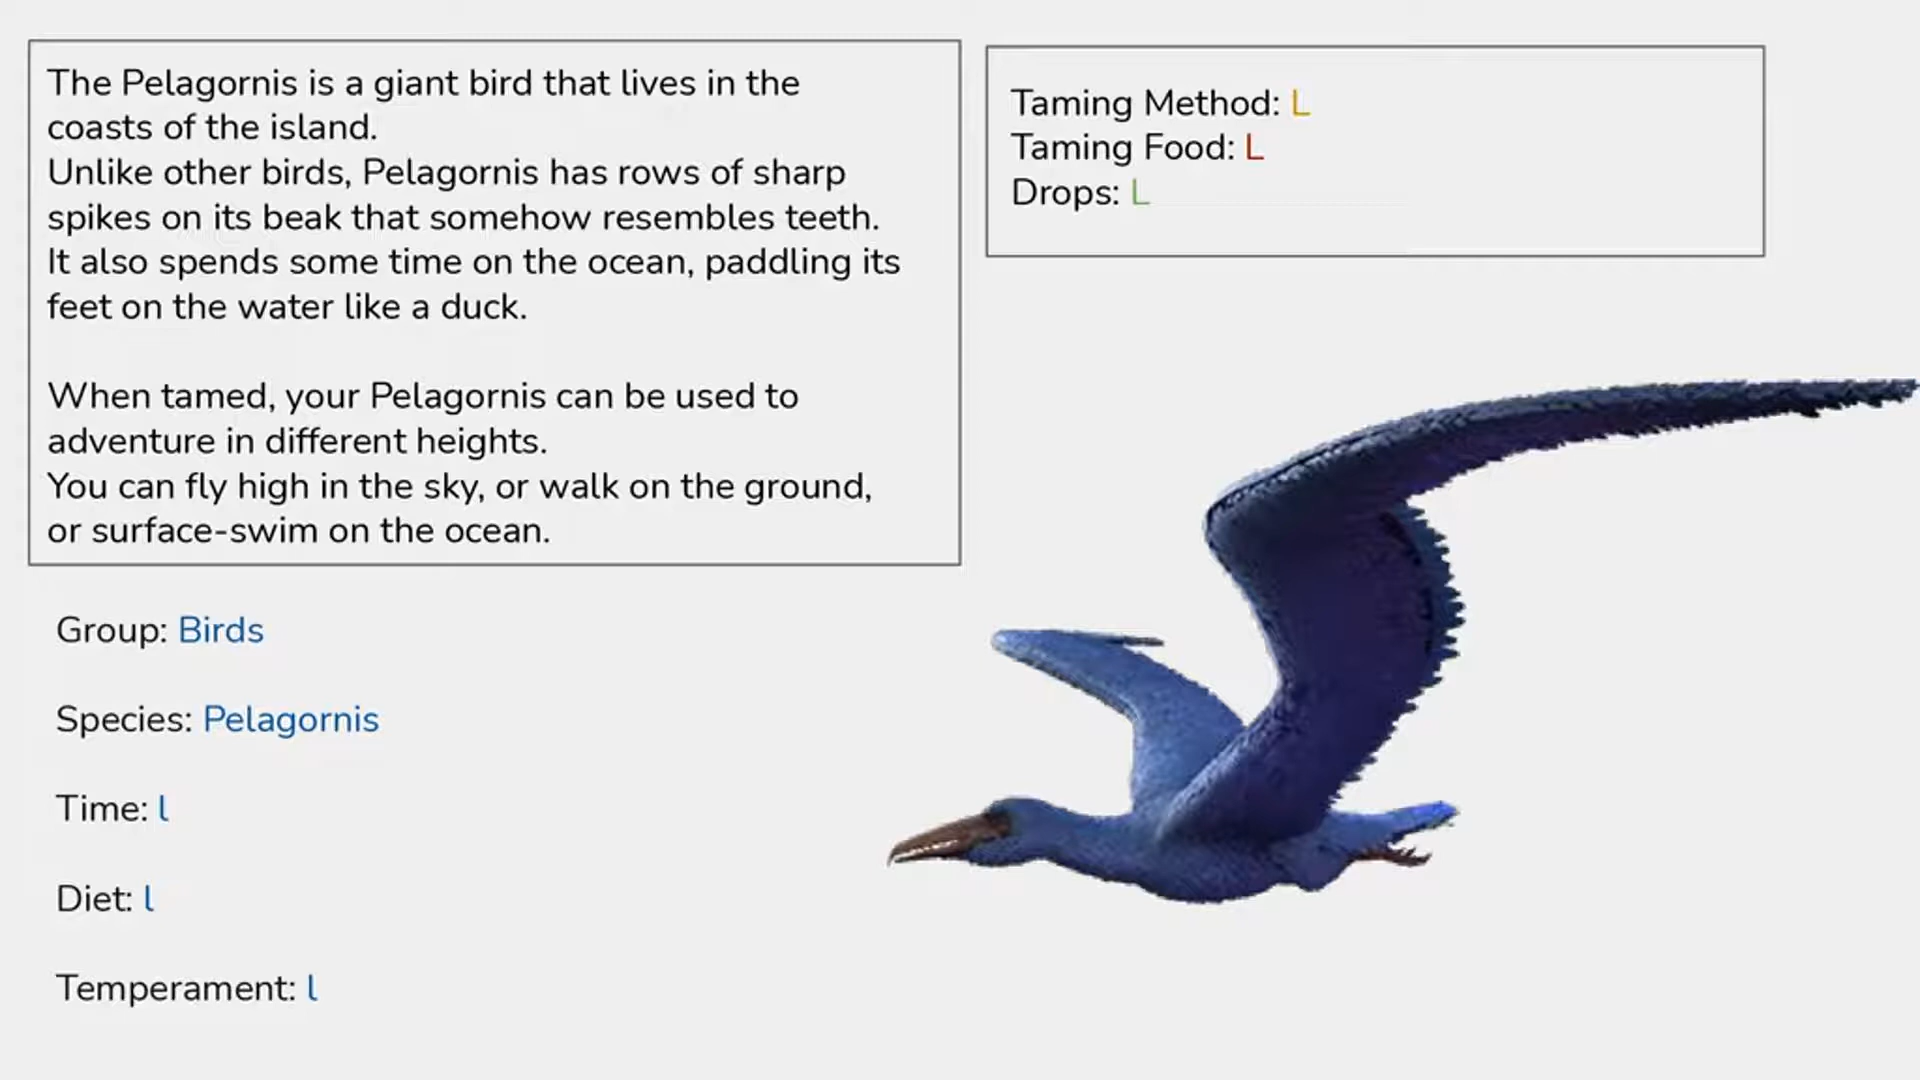 The Pelagornis is a giant bird that lives in the
coasts of the island.
Unlike other birds, Pelagornis has rows of sharp
spikes on its beak that somehow resembles teeth.
It also spends some time on the ocean, paddling its
feet on the water like a duck.
When tamed, your Pelagornis can be used to
adventure in different heights.
You can fly high in the sky, or walk on the ground,
or surface-swim on the ocean.
Taming Method: L
Taming Food: L
Drops: L
Group: Birds
Species: Pelagornis
Time: l
Diet: l
Temperament: l